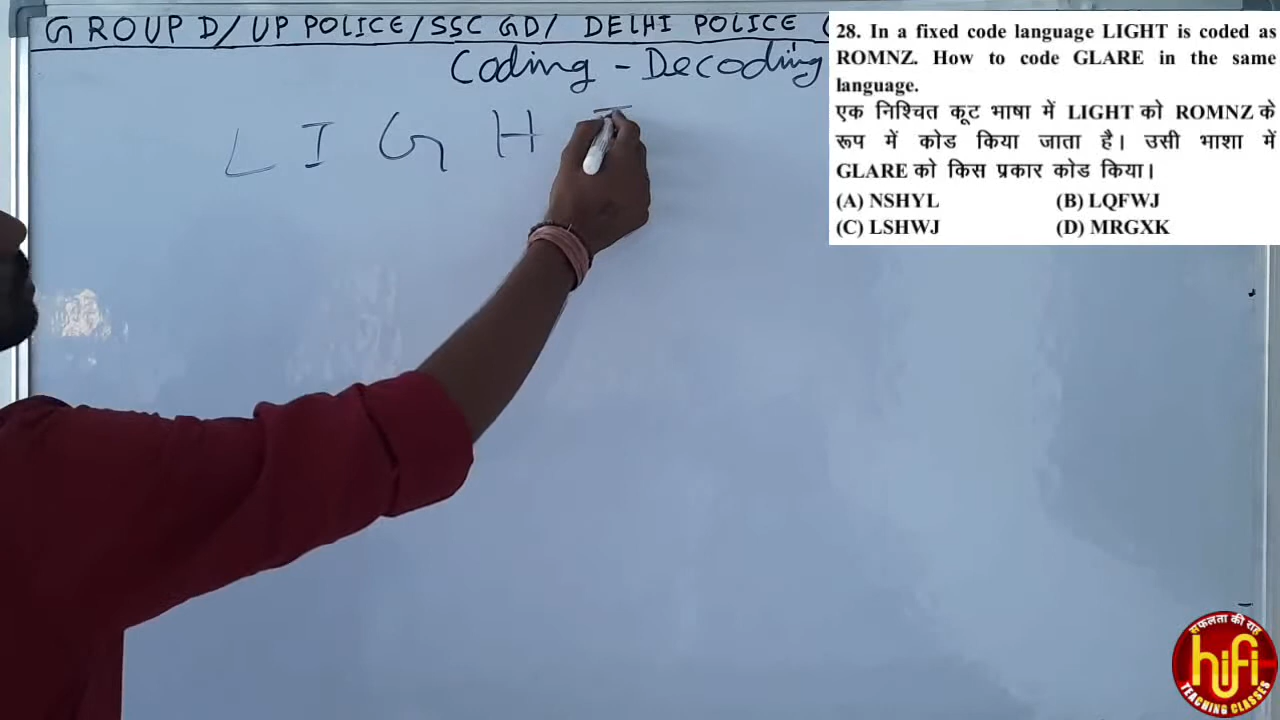 GROUP D/ UP POLICE/SSC GD/ DELHI POLICE (
Coding - Decoding
L I G H T
28. In a fixed code language LIGHT is coded as
ROMNZ. How to code GLARE in the same
language.
एक निश्चित कूट भाषा में LIGHT को ROMNZ के
रूप में कोड किया जाता है। उसी भाशा में
GLARE को किस प्रकार कोड किया।
(A) NSHYL (B) LQFWJ
(C) LSHWJ (D) MRGXK
सफलता की राह
hifi
TEACHING CLASSES